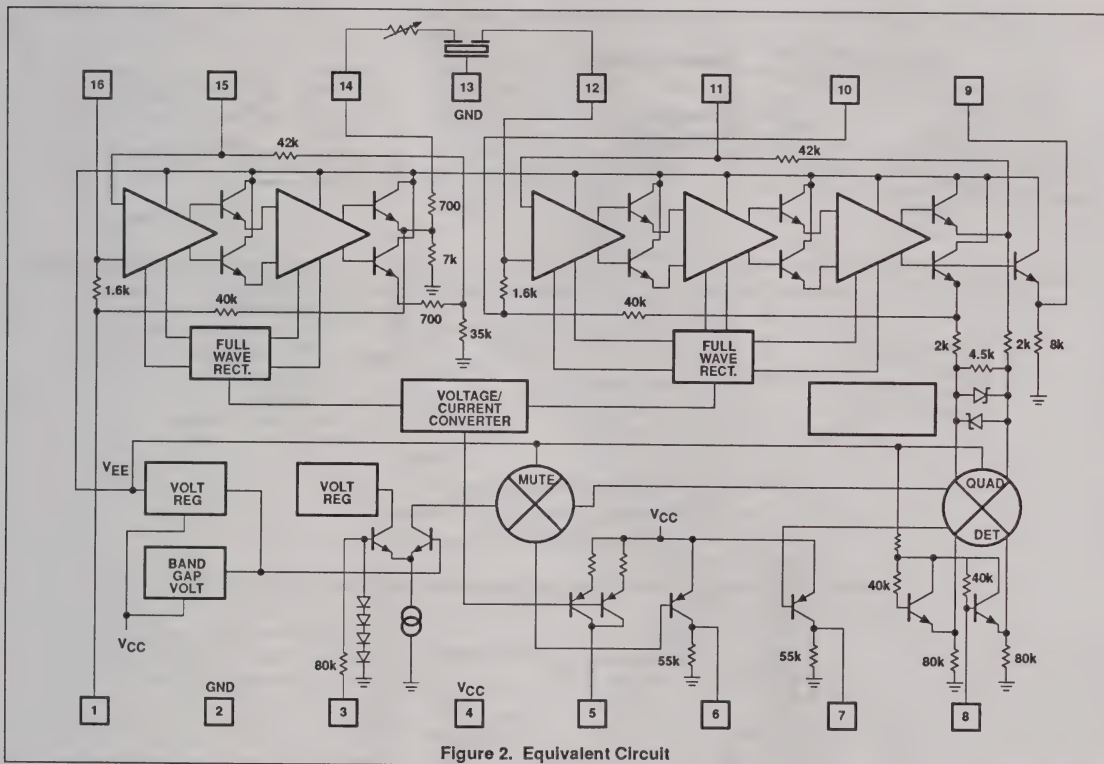 16
15
14
13
12
11
10
9
GND
42k
42k
700
7k
1.6k
40k
700
35k
1.6k
40k
2k
4.5k
2k
8k
FULL
WAVE
RECT.
FULL
WAVE
RECT.
VOLTAGE/
CURRENT
CONVERTER
VEE
VOLT
REG
VOLT
REG
MUTE
QUAD
DET
VCC
BAND
GAP
VOLT
VCC
40k
40k
80k
55k
55k
80k
80k
GND
VCC
1
2
3
4
5
6
7
8
Figure 2. Equivalent Circuit